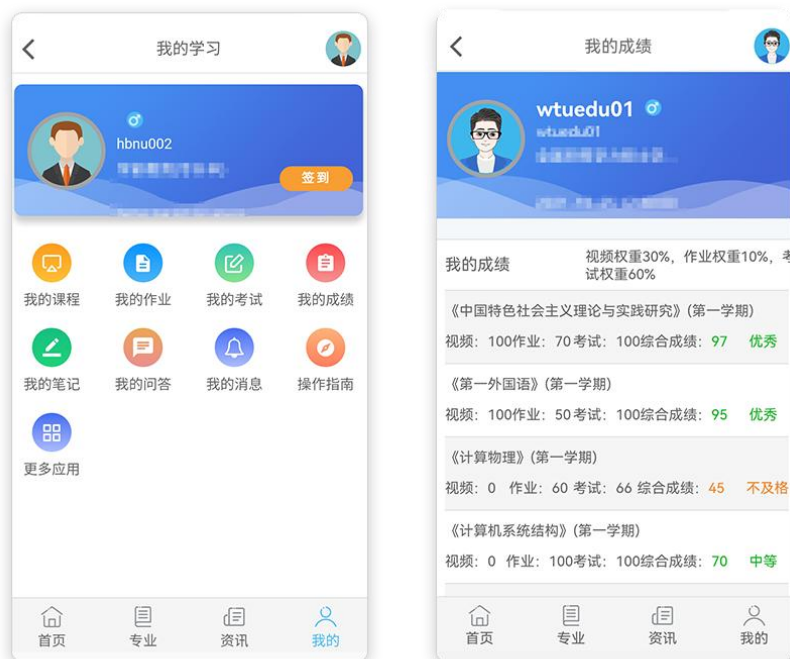 我的学习
hbnu002
签到
我的课程 我的作业 我的考试 我的成绩
我的笔记 我的问答 我的消息 操作指南
更多应用
首页 专业 资讯 我的
我的成绩
wtuedu01
wtuedu01
我的成绩 视频权重30%，作业权重10%，考
试权重60%
《中国特色社会主义理论与实践研究》(第一学期)
视频：100作业：70考试：100综合成绩：97 优秀
《第一外国语》(第一学期)
视频：100作业：50考试：100综合成绩：95 优秀
《计算物理》(第一学期)
视频：0 作业：60考试：66 综合成绩：45 不及格
《计算机系统结构》(第一学期)
视频：0 作业：100考试：100综合成绩：70 中等
首页 专业 资讯 我的